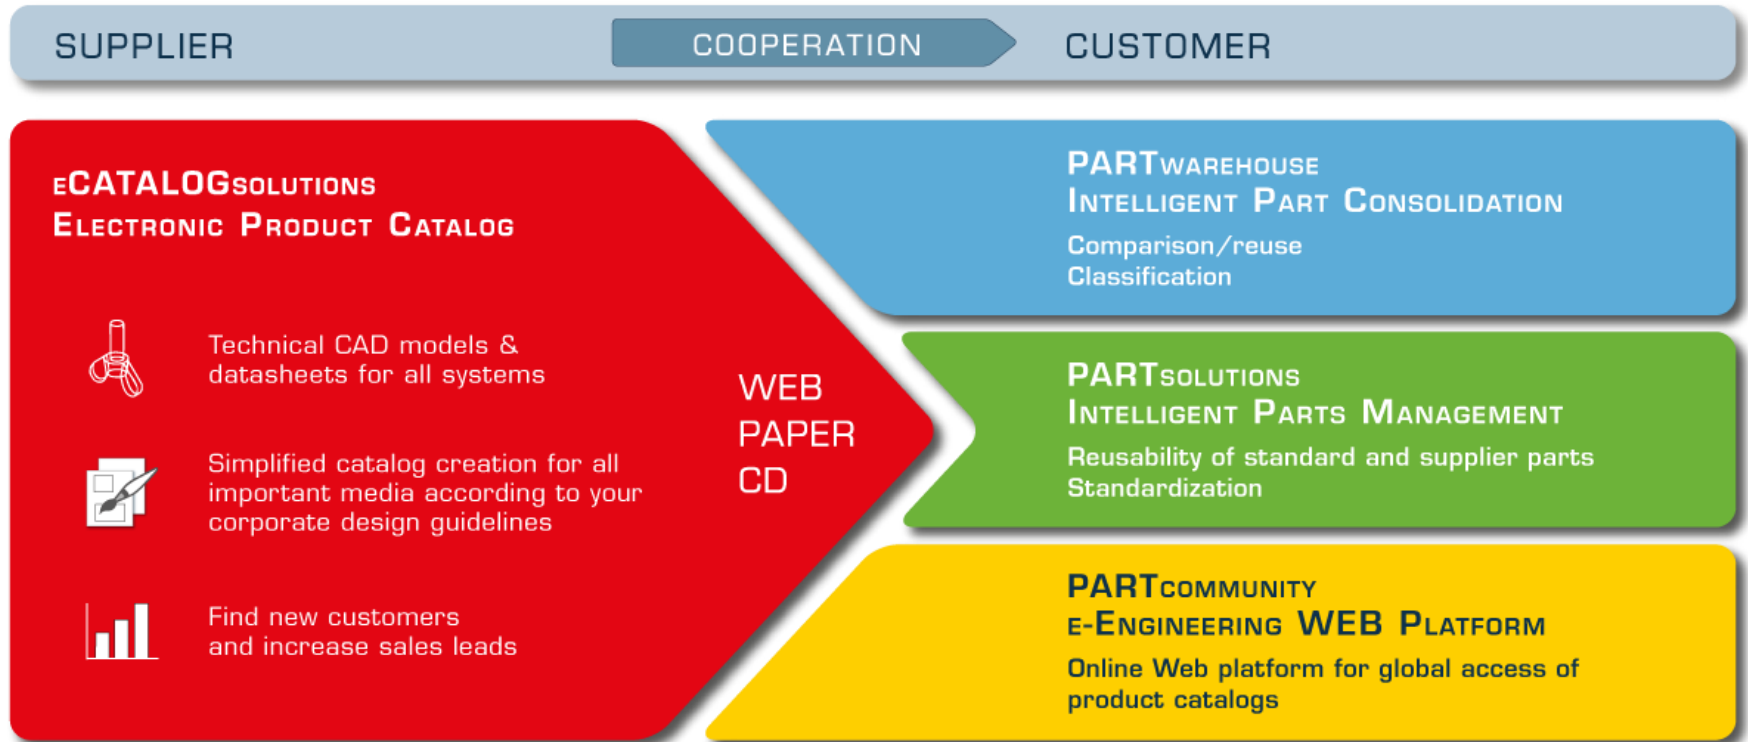 SUPPLIER
COOPERATION
CUSTOMER
eCATALOGSOLUTIONS
ELECTRONIC PRODUCT CATALOG
Technical CAD models &
datasheets for all systems
Simplified catalog creation for all
important media according to your
corporate design guidelines
Find new customers
and increase sales leads
WEB
PAPER
CD
PARTWAREHOUSE
INTELLIGENT PART CONSOLIDATION
Comparison/reuse
Classification
PARTSOLUTIONS
INTELLIGENT PARTS MANAGEMENT
Reusability of standard and supplier parts
Standardization
PARTCOMMUNITY
E-ENGINEERING WEB PLATFORM
Online Web platform for global access of
product catalogs